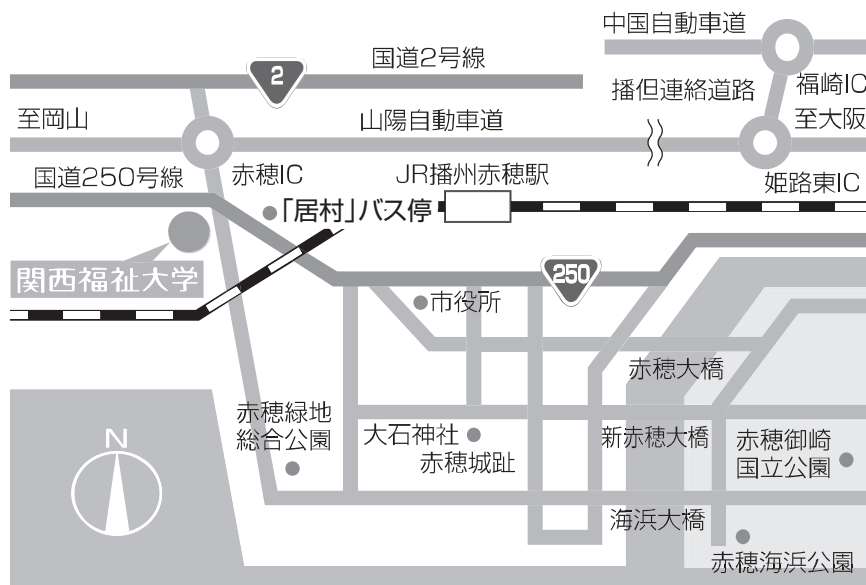 中国自動車道
国道2号線
2
播但連絡道路
福崎IC
至岡山
山陽自動車道
至大阪
国道250号線
赤穂IC
JR播州赤穂駅
姫路東IC
「居村」バス停
関西福祉大学
250
市役所
赤穂大橋
赤穂緑地
総合公園
大石神社
赤穂城趾
新赤穂大橋
赤穂御崎
国立公園
N
海浜大橋
赤穂海浜公園